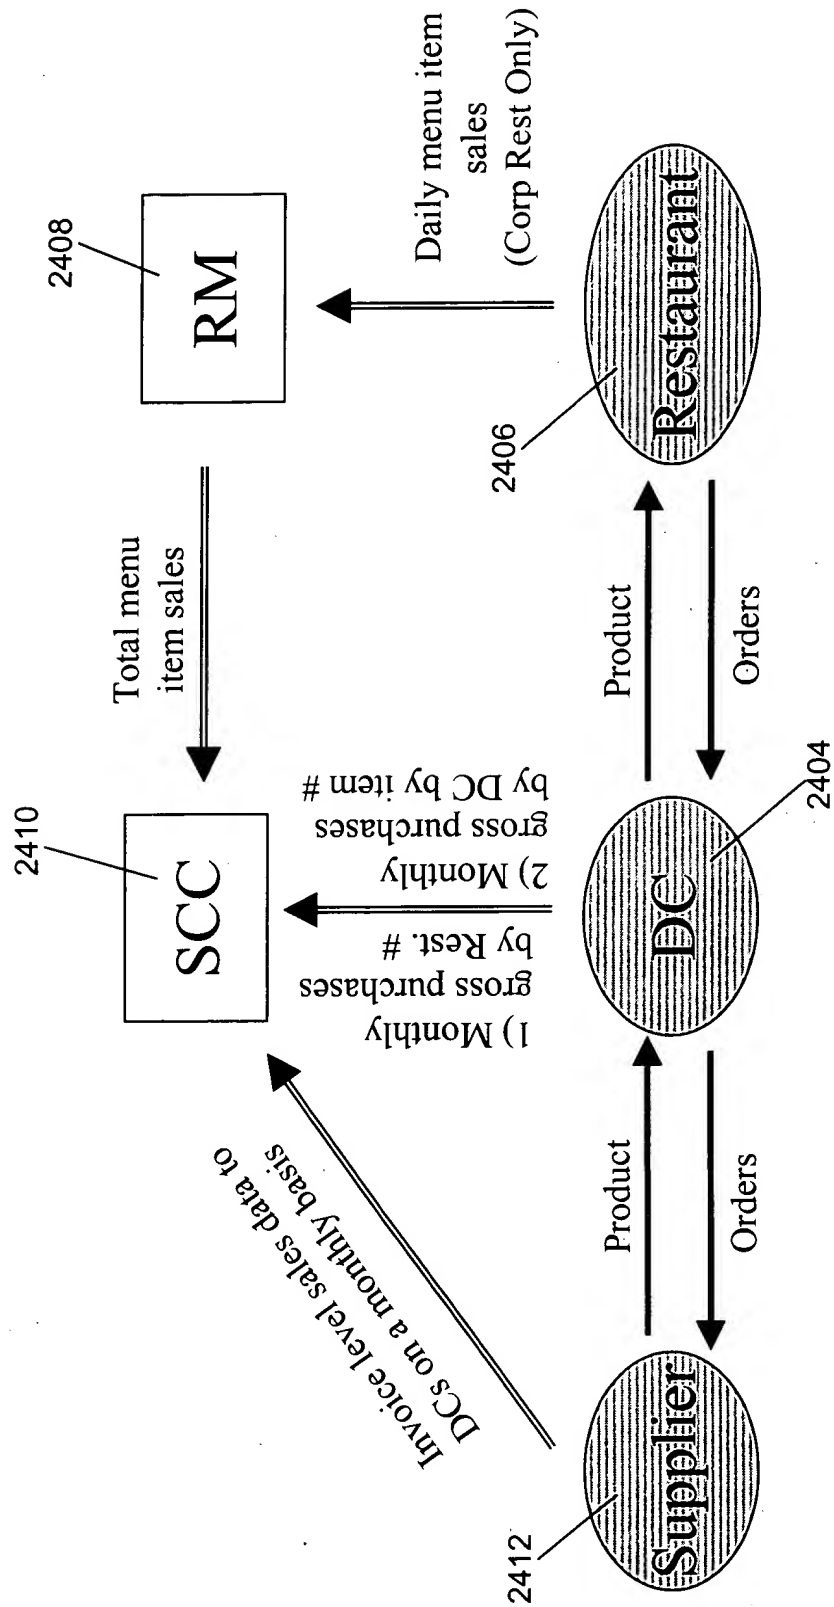 2408
RM
Daily menu item
sales
(Corp Rest Only)
Total menu
item sales
2410
SCC
1) Monthly
gross purchases
by Rest. #
2) Monthly
gross purchases
by DC by item #
Invoice level sales data to
DCs on a monthly basis
2412
Supplier
Product
Orders
DC
2404
Product
Orders
2406
Restaurant